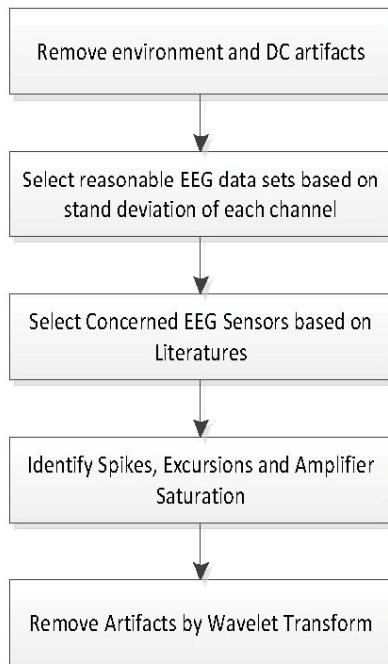 Remove environment and DC artifacts
Select reasonable EEG data sets based on
stand deviation of each channel
Select Concerned EEG Sensors based on
Literatures
Identify Spikes, Excursions and Amplifier
Saturation
Remove Artifacts by Wavelet Transform